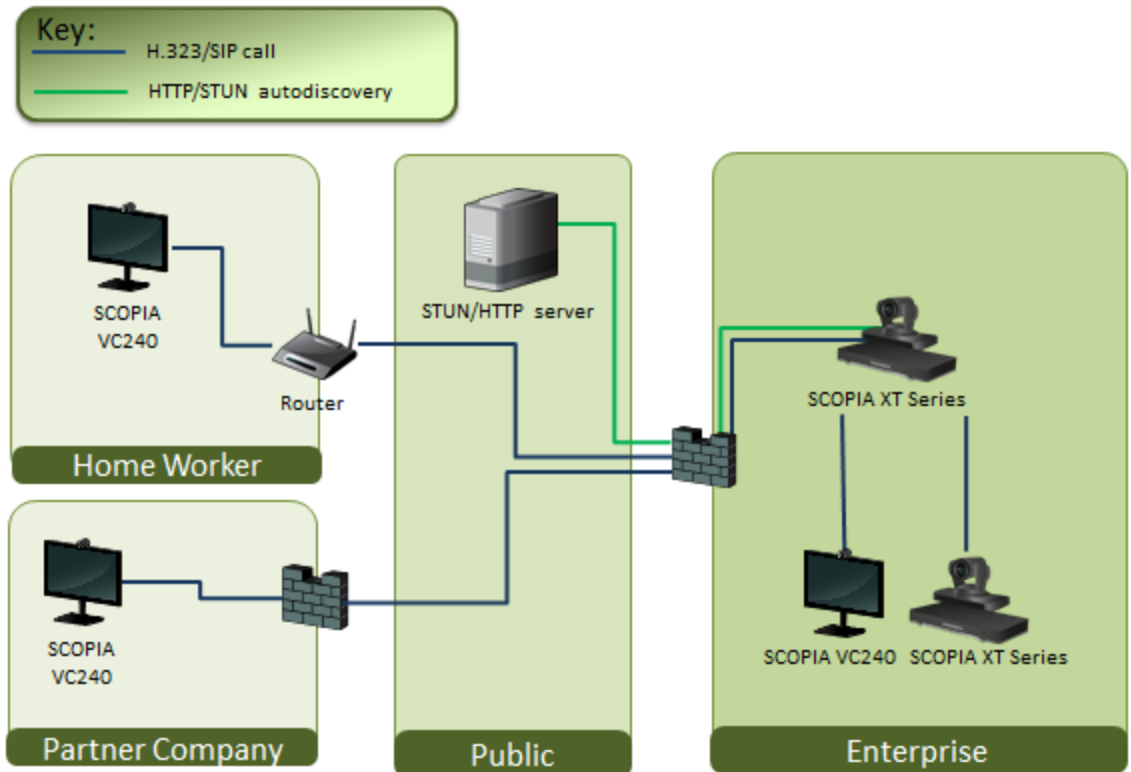 Key:
H.323/SIP call
HTTP/STUN autodiscovery
SCOPIA
VC240
Router
Home Worker
SCOPIA
VC240
Partner Company
STUN/HTTP server
Public
SCOPIA XT Series
SCOPIA VC240
SCOPIA XT Series
Enterprise